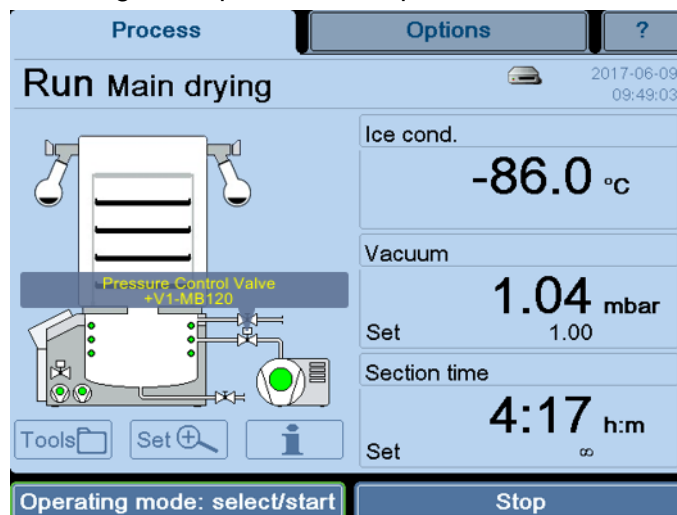 Process
Options
?
Run Main drying
2017-06-09
09:49:03
Ice cond.
-86.0 °C
Vacuum
1.04 mbar
Set 1.00
Pressure Control Valve
+V1-MB120
Section time
4:17 h:m
Set ∞
Tools
Set
i
Operating mode: select/start
Stop